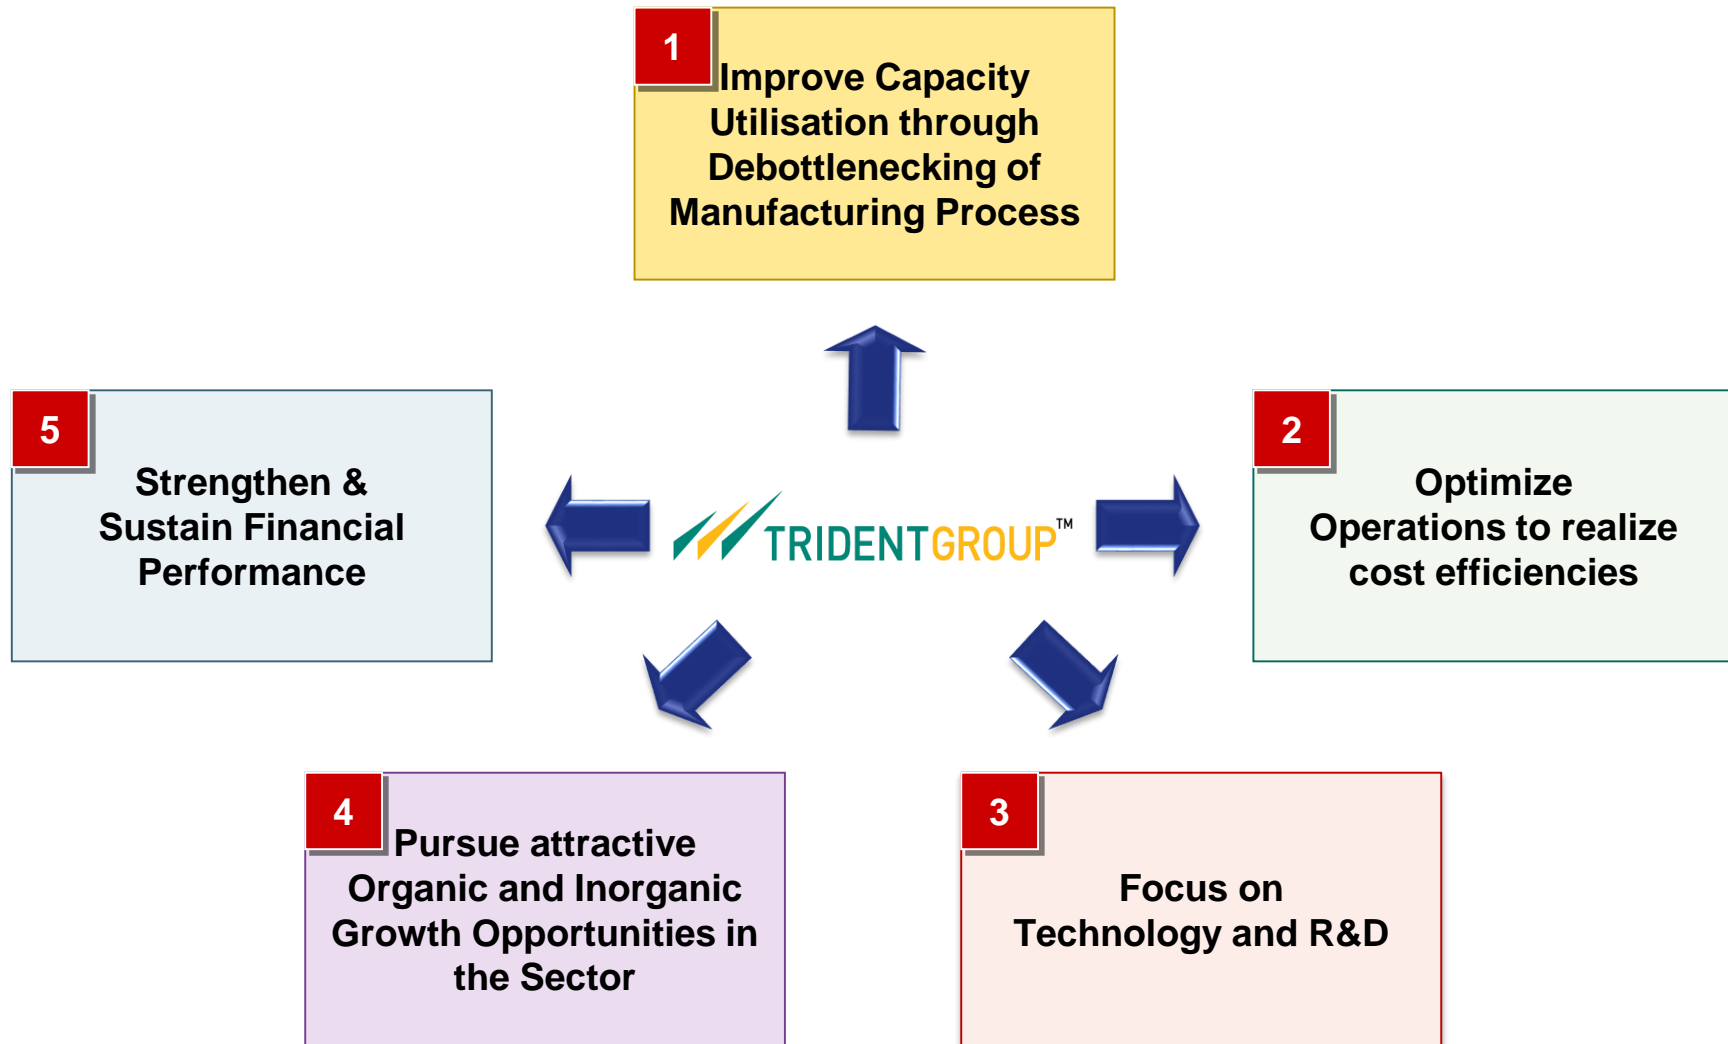 1
Improve Capacity
Utilisation through
Debottlenecking of
Manufacturing Process
2
Optimize
Operations to realize
cost efficiencies
3
Focus on
Technology and R&D
4
Pursue attractive
Organic and Inorganic
Growth Opportunities in
the Sector
5
Strengthen &
Sustain Financial
Performance
TRIDENTGROUP™